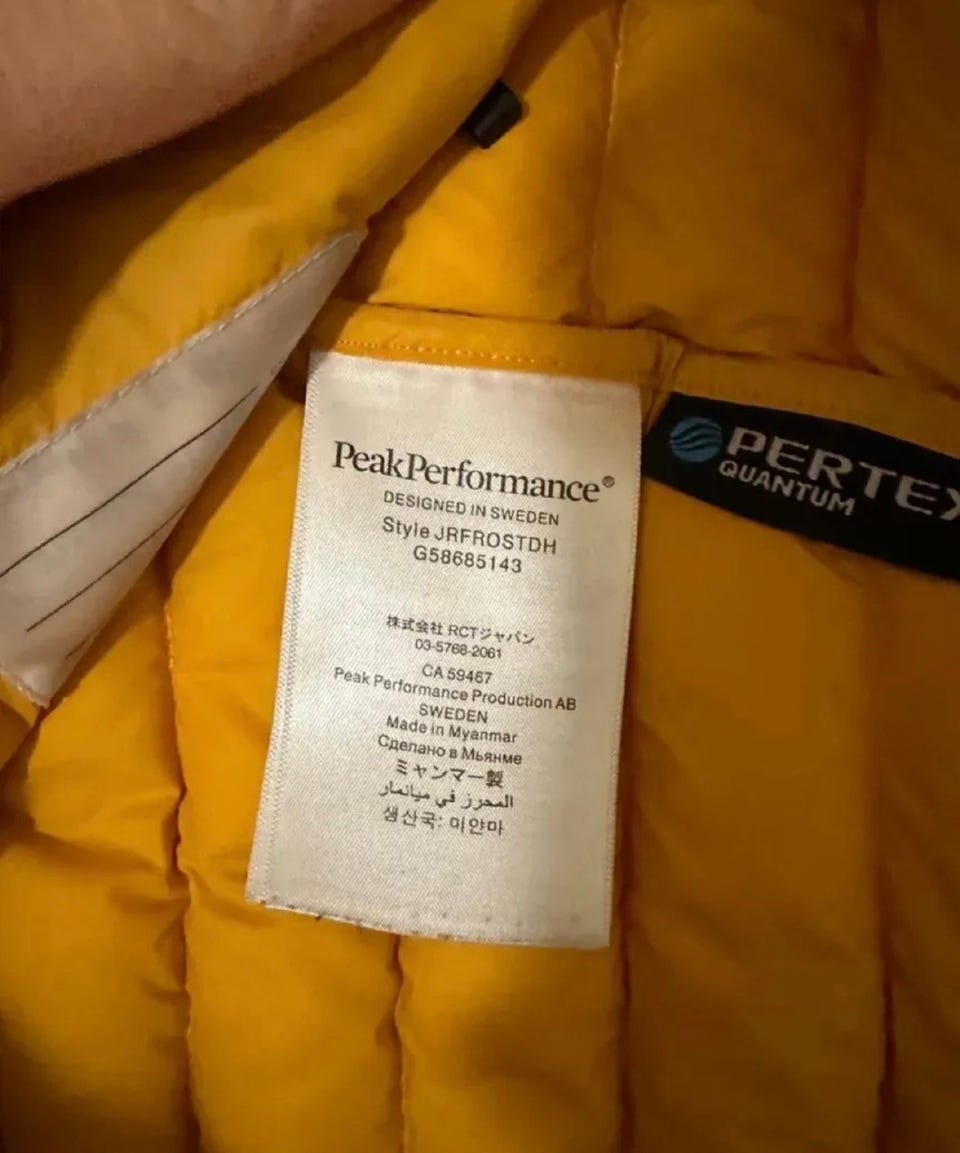 PeakPerformance®
DESIGNED IN SWEDEN
Style JRFROSTDH
G58685143
株式会社 RCTジャパン
03-5768-2061
CA 59467
Peak Performance Production AB
SWEDEN
Made in Myanmar
Сделано в Мьянме
ミャンマー製
المحرز في ميانمار
생산국: 미얀마
PERTEX
QUANTUM